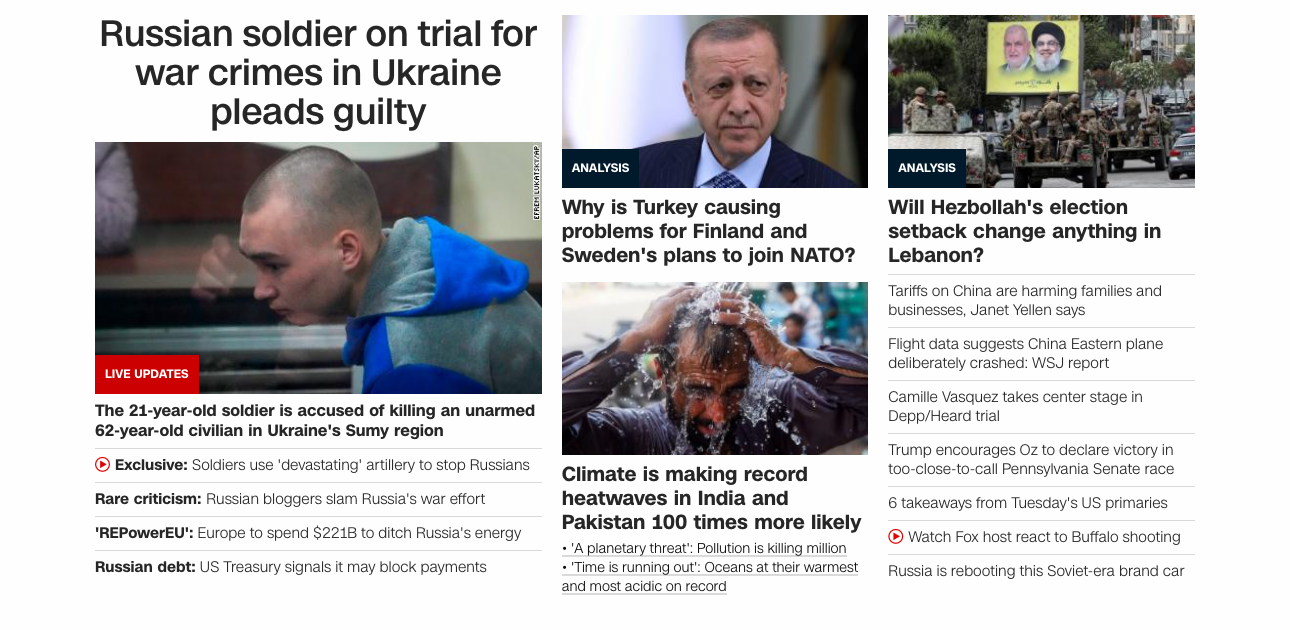 Russian soldier on trial for
war crimes in Ukraine
pleads guilty
EFREM LUKATSKY/AP
LIVE UPDATES
The 21-year-old soldier is accused of killing an unarmed
62-year-old civilian in Ukraine's Sumy region
Exclusive: Soldiers use 'devastating' artillery to stop Russians
Rare criticism: Russian bloggers slam Russia's war effort
'REPowerEU': Europe to spend $221B to ditch Russia's energy
Russian debt: US Treasury signals it may block payments
ANALYSIS
Why is Turkey causing
problems for Finland and
Sweden's plans to join NATO?
Climate is making record
heatwaves in India and
Pakistan 100 times more likely
• 'A planetary threat': Pollution is killing million
• 'Time is running out': Oceans at their warmest
and most acidic on record
ANALYSIS
Will Hezbollah's election
setback change anything in
Lebanon?
Tariffs on China are harming families and
businesses, Janet Yellen says
Flight data suggests China Eastern plane
deliberately crashed: WSJ report
Camille Vasquez takes center stage in
Depp/Heard trial
Trump encourages Oz to declare victory in
too-close-to-call Pennsylvania Senate race
6 takeaways from Tuesday's US primaries
Watch Fox host react to Buffalo shooting
Russia is rebooting this Soviet-era brand car